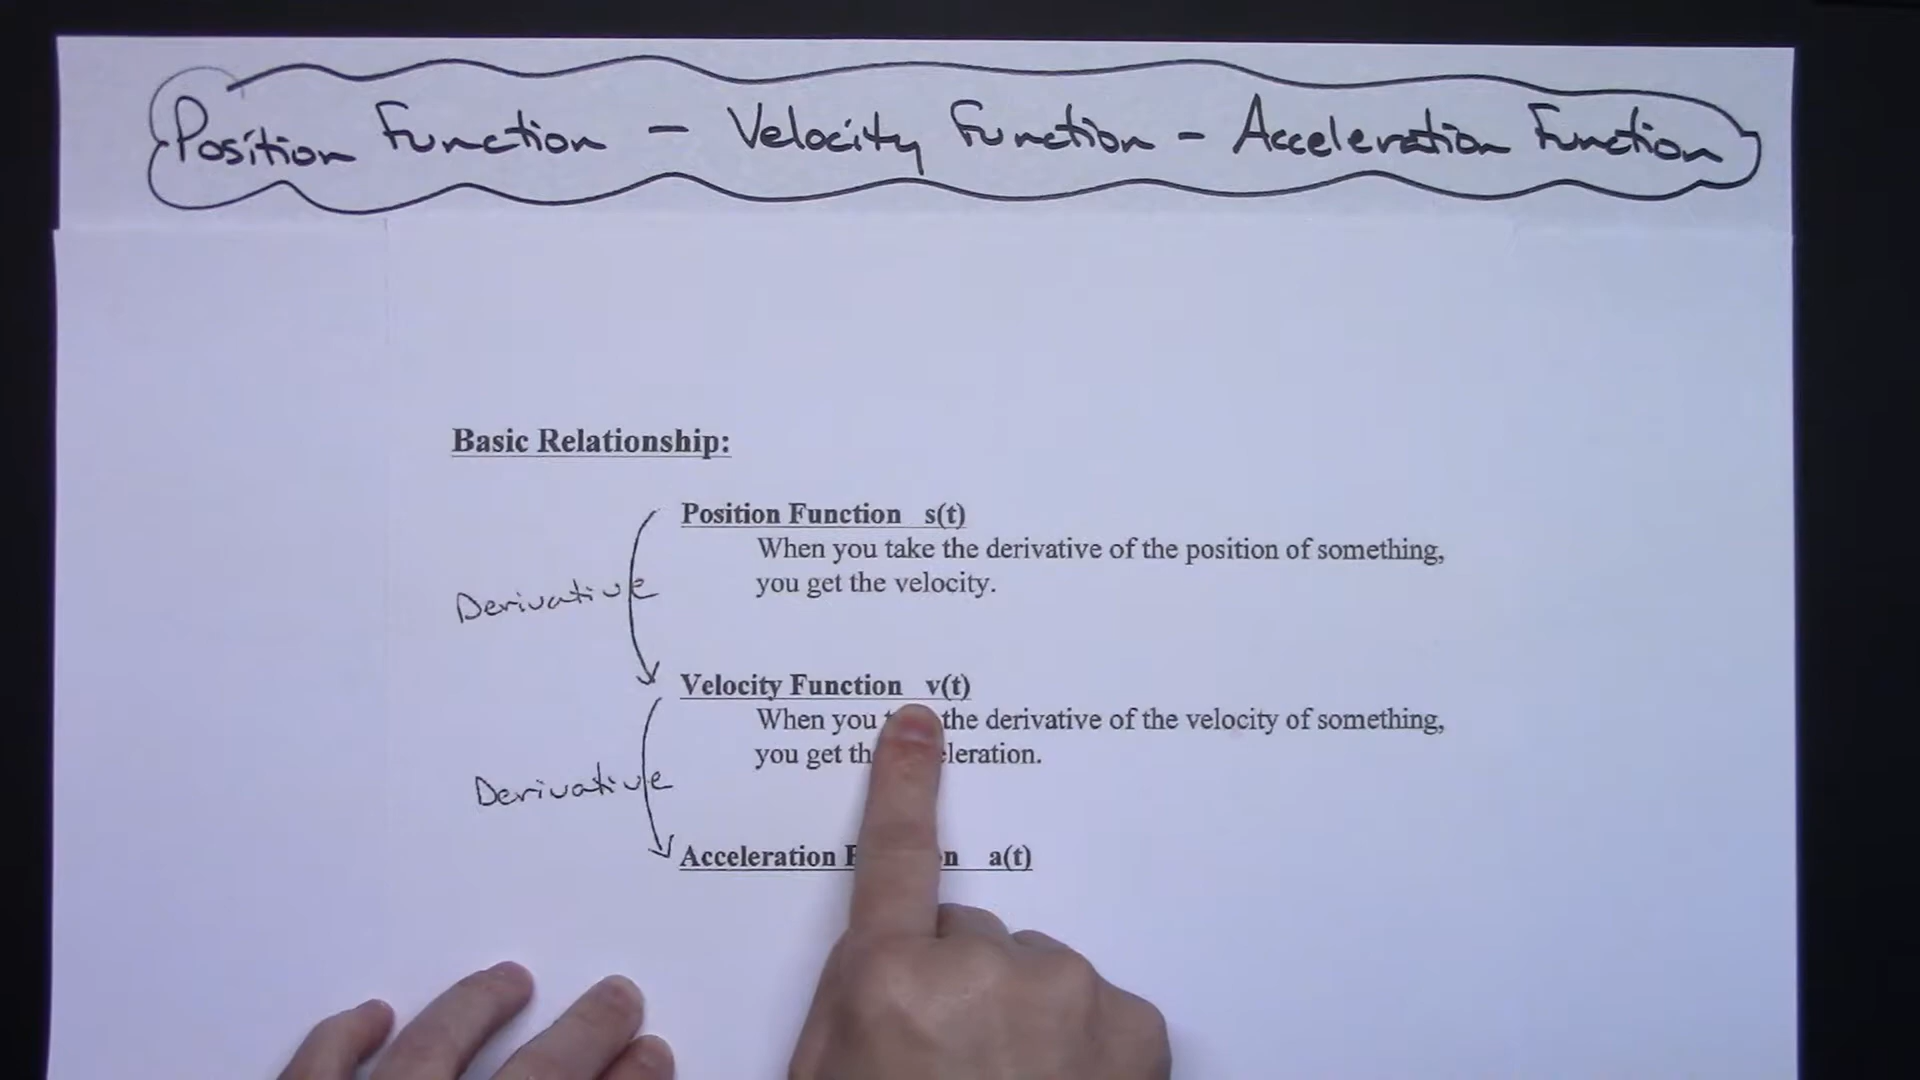 Position Function - Velocity Function - Acceleration Function
Basic Relationship:
Position Function s(t)
When you take the derivative of the position of something,
you get the velocity.
Derivative
Velocity Function v(t)
When you the derivative of the velocity of something,
you get
Derivative
Acceleration a(t)